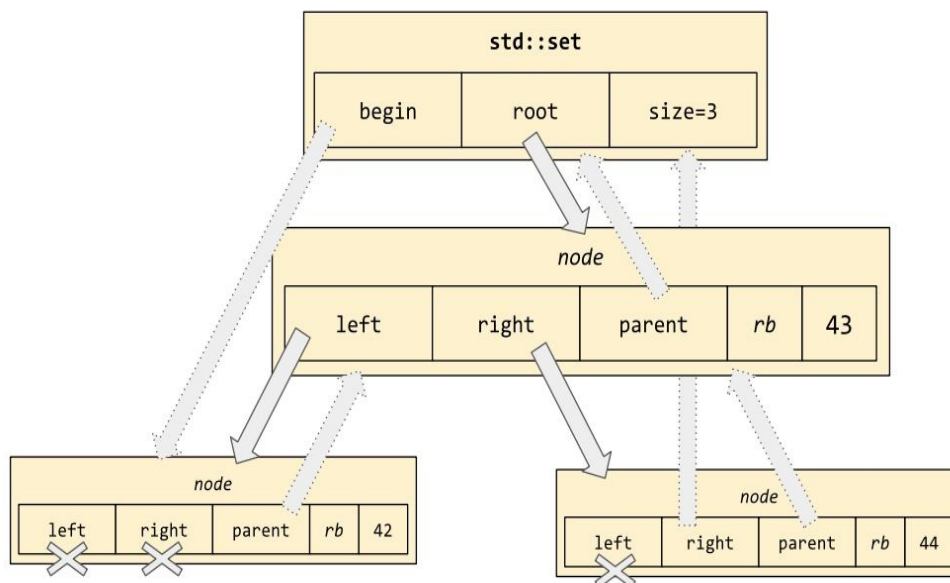 std::set
begin root size=3
node
left right parent rb 43
node
left right parent rb 42
node
left right parent rb 44